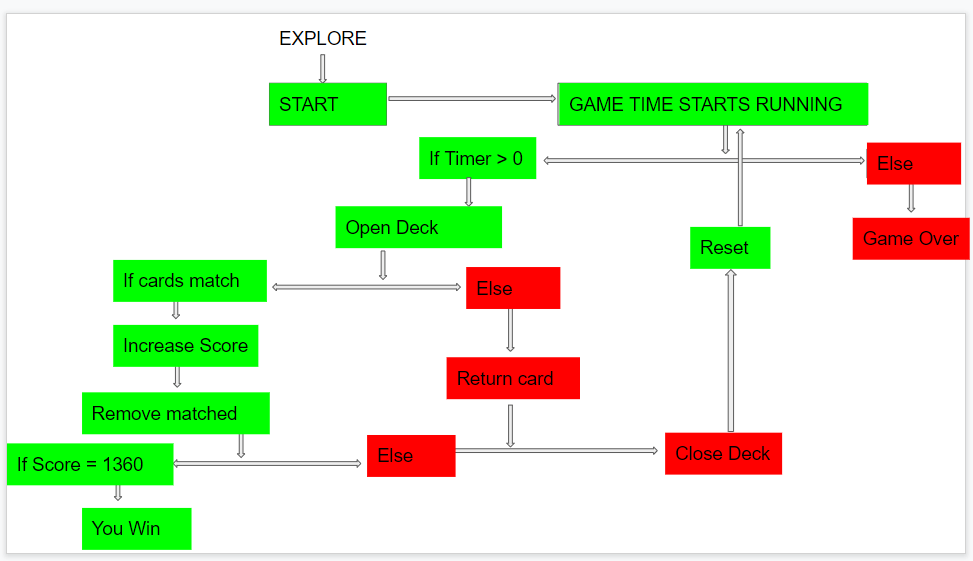 EXPLORE
START
GAME TIME STARTS RUNNING
If Timer > 0
Else
Open Deck
Game Over
Reset
If cards match
Else
Increase Score
Return card
Remove matched
Else
Close Deck
If Score = 1360
You Win